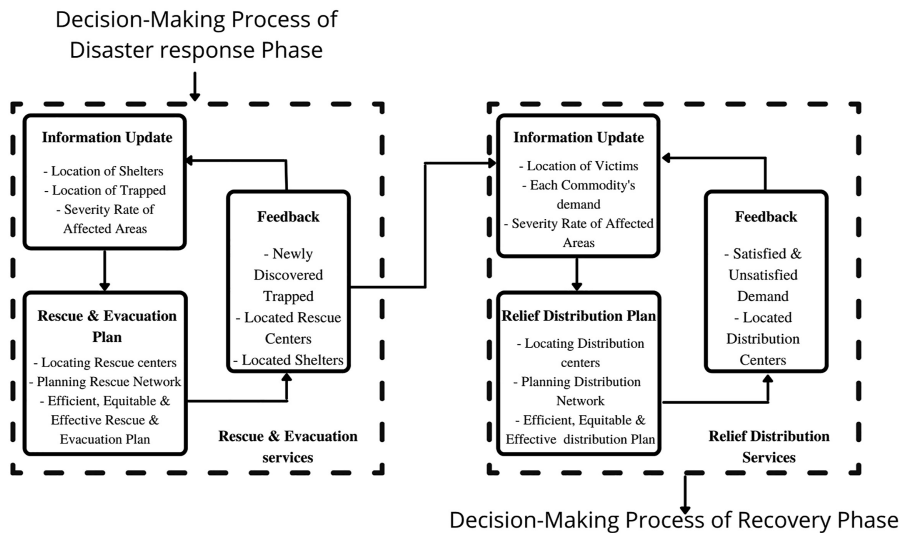 Decision-Making Process of
Disaster response Phase
Information Update
- Location of Shelters
- Location of Trapped
- Severity Rate of
Affected Areas
Feedback
- Newly
Discovered
Trapped
- Located Rescue
Centers
- Located Shelters
Rescue & Evacuation
Plan
- Locating Rescue centers
- Planning Rescue Network
- Efficient, Equitable &
Effective Rescue &
Evacuation Plan
Rescue & Evacuation
services
Information Update
- Location of Victims
- Each Commodity's
demand
- Severity Rate of Affected
Areas
Feedback
- Satisfied &
Unsatisfied
Demand
- Located
Distribution
Centers
Relief Distribution Plan
- Locating Distribution
centers
- Planning Distribution
Network
- Efficient, Equitable &
Effective distribution Plan
Relief Distribution
Services
Decision-Making Process of Recovery Phase